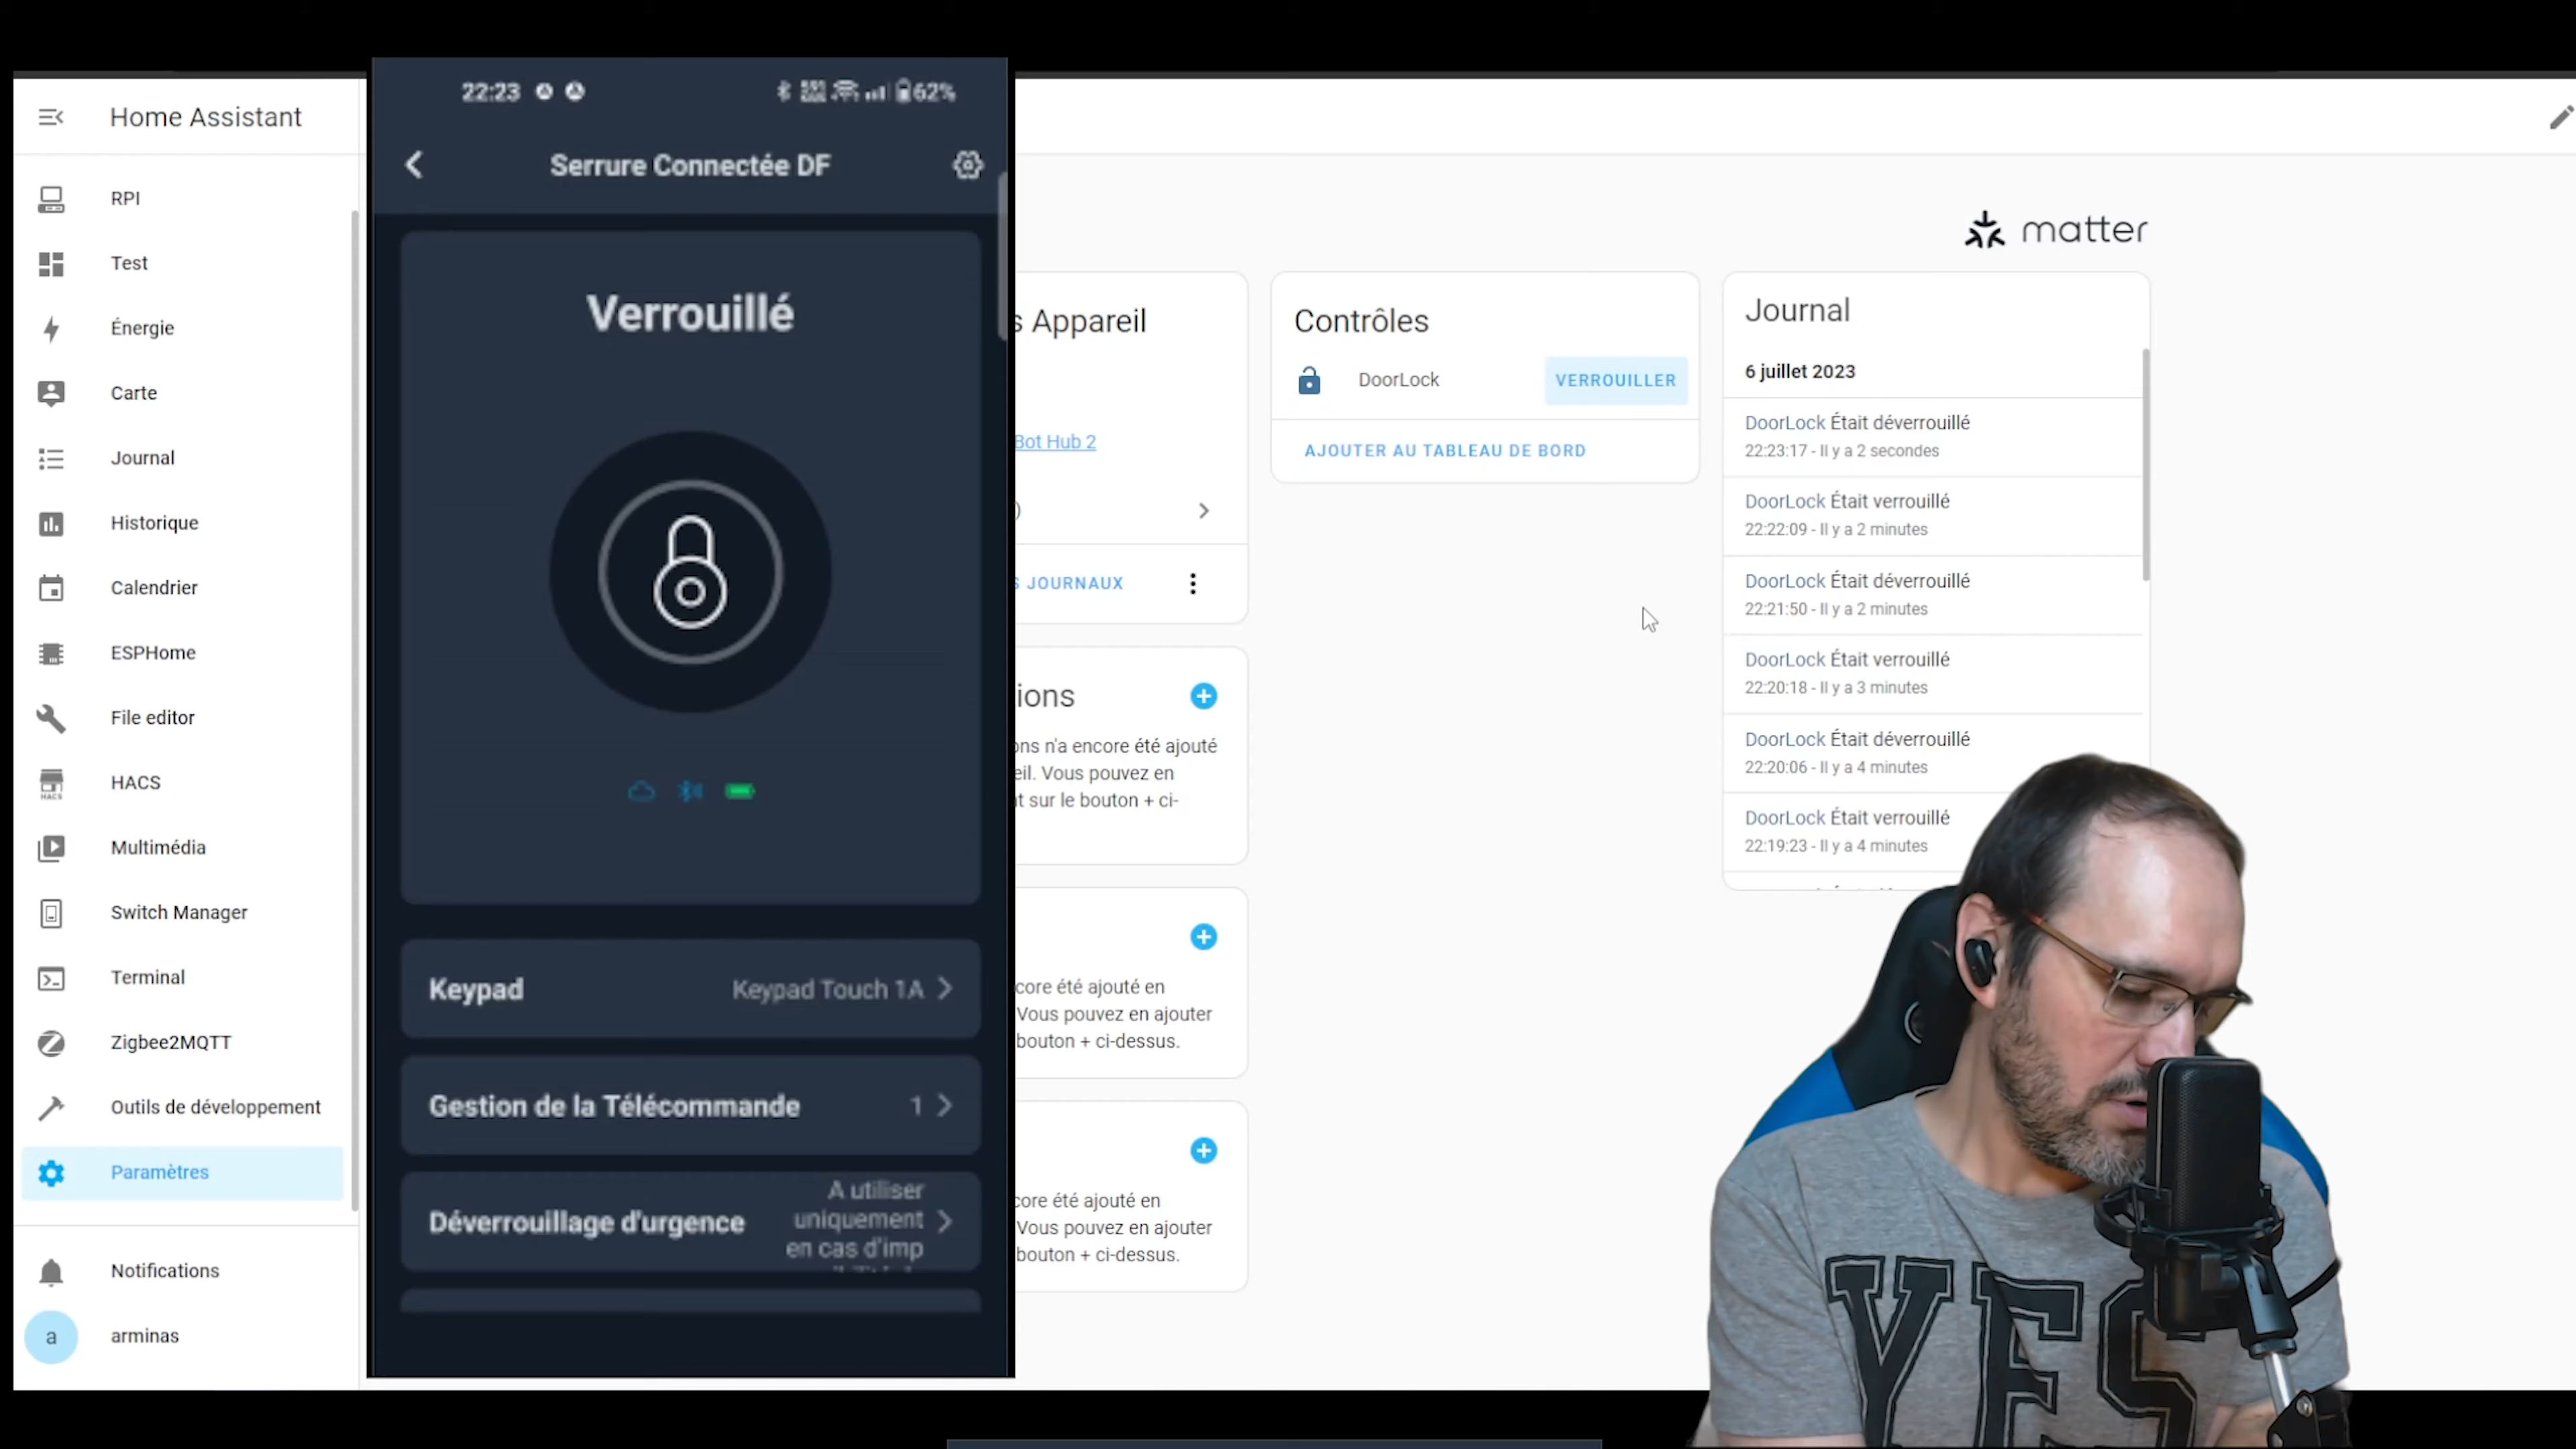 Home Assistant
RPI
Test
Énergie
Carte
Journal
Historique
Calendrier
ESPHome
File editor
HACS
HACS
Multimédia
Switch Manager
Terminal
Zigbee2MQTT
Outils de développement
Paramètres
Notifications
a arminas
22:23 62%
Serrure Connectée DF
Verrouillé
Keypad Keypad Touch 1A
Gestion de la Télécommande 1
Déverrouillage d'urgence
A utiliser
uniquement
en cas d'imp
s Appareil
Bot Hub 2
)
S JOURNAUX
ions
ons n'a encore été ajouté
eil. Vous pouvez en
nt sur le bouton + ci-
core été ajouté en
Vous pouvez en ajouter
bouton + ci-dessus.
core été ajouté en
Vous pouvez en ajouter
bouton + ci-dessus.
Contrôles
DoorLock VERROUILLER
AJOUTER AU TABLEAU DE BORD
matter
Journal
6 juillet 2023
DoorLock Était déverrouillé
22:23:17 - Il y a 2 secondes
DoorLock Était verrouillé
22:22:09 - Il y a 2 minutes
DoorLock Était déverrouillé
22:21:50 - Il y a 2 minutes
DoorLock Était verrouillé
22:20:18 - Il y a 3 minutes
DoorLock Était déverrouillé
22:20:06 - Il y a 4 minutes
DoorLock Était verrouillé
22:19:23 - Il y a 4 minutes
YES